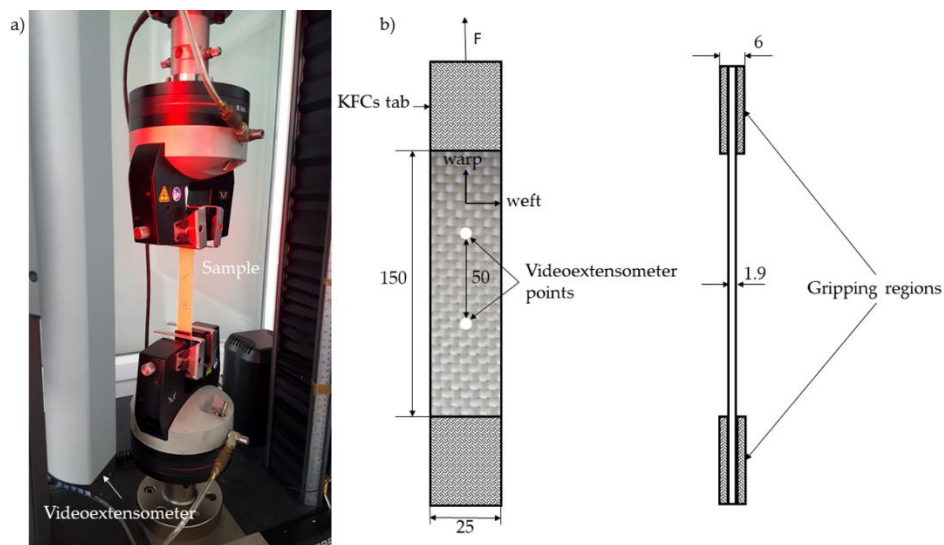 a)
Sample
Videoextensometer
b)
F
KFCs tab
warp
weft
150
50
Videoextensometer
points
25
6
1.9
Gripping regions